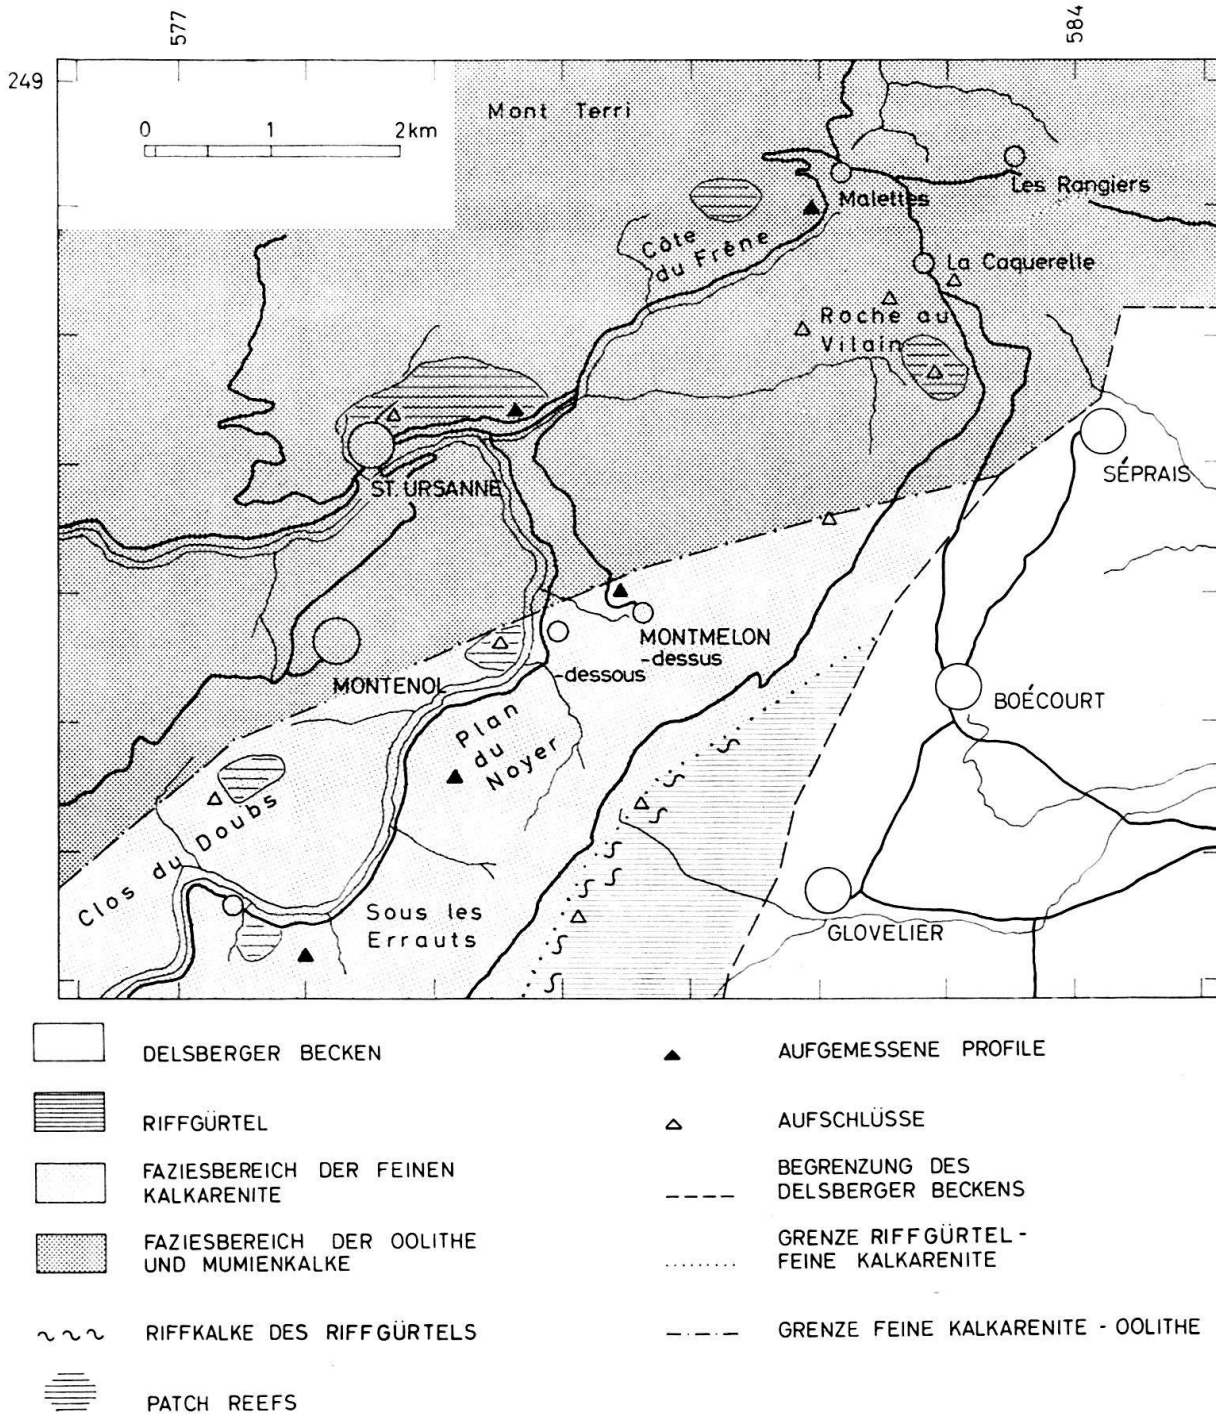 577
584
249
Mont Terri
0 1 2 km
Les Rangiers
Malettes
Côte
du Frêne
La Caquerelle
Roche au
Vilain
ST. URSANNE
SÉPRAIS
MONTMELON
-dessus
-dessous
MONTENOL
BOÉCOURT
Plan
du
Noyer
Clos du Doubs
Sous les
Errauts
GLOVELIER
DELSBERGER BECKEN
RIFFGÜRTEL
FAZIESBEREICH DER FEINEN
KALKARENITE
FAZIESBEREICH DER OOLITHE
UND MUMIENKALKE
RIFFKALKE DES RIFFGÜRTELS
PATCH REEFS
AUFGEMESSENE PROFILE
AUFSCHLÜSSE
BEGRENZUNG DES
DELSBERGER BECKENS
GRENZE RIFFGÜRTEL -
FEINE KALKARENITE
GRENZE FEINE KALKARENITE - OOLITHE